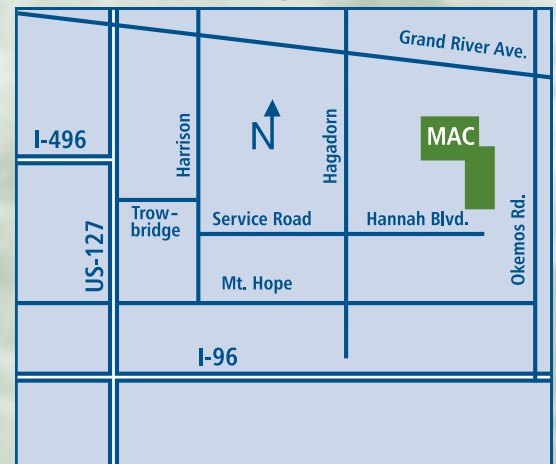 Grand River Ave.
I-496
Harrison
N
Hagadorn
MAC
Trow-
bridge
Service Road
Hannah Blvd.
Okemos Rd.
US-127
Mt. Hope
I-96